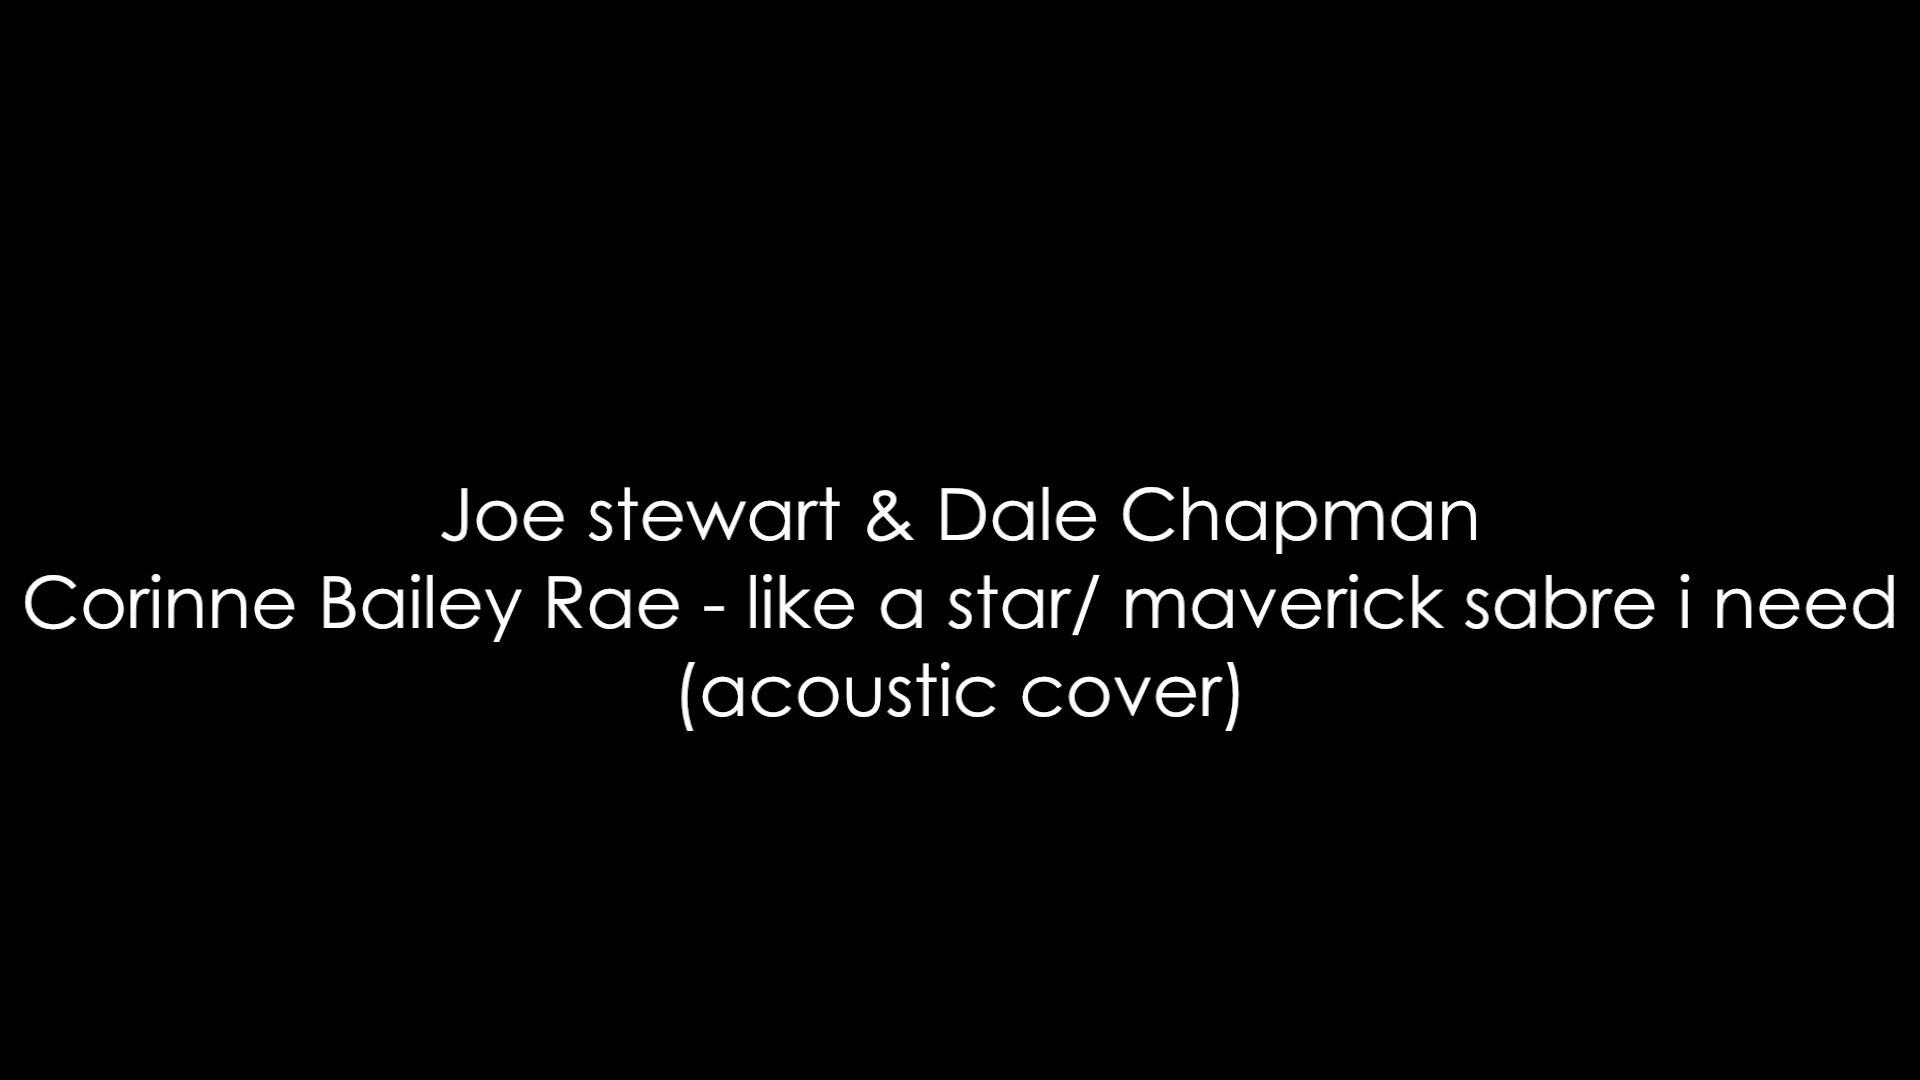 Joe stewart & Dale Chapman
Corinne Bailey Rae - like a star/ maverick sabre i need
(acoustic cover)